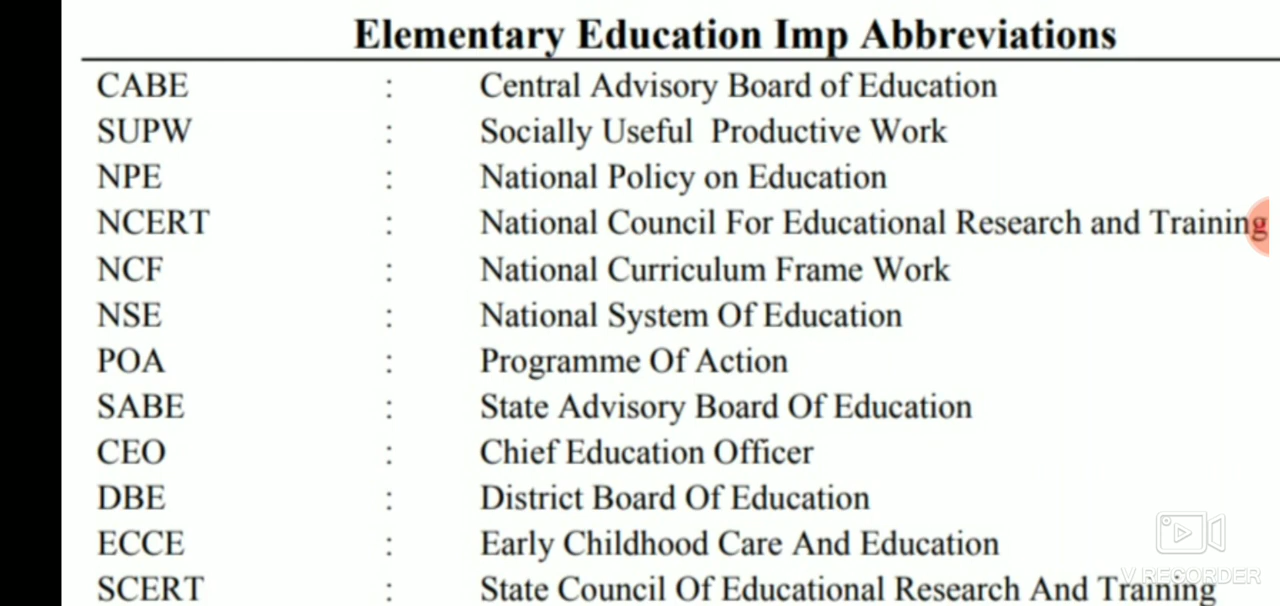 Elementary Education Imp Abbreviations
CABE : Central Advisory Board of Education
SUPW : Socially Useful Productive Work
NPE : National Policy on Education
NCERT : National Council For Educational Research and Training
NCF : National Curriculum Frame Work
NSE : National System Of Education
POA : Programme Of Action
SABE : State Advisory Board Of Education
CEO : Chief Education Officer
DBE : District Board Of Education
ECCE : Early Childhood Care And Education
SCERT : State Council Of Educational Research And Training
V RECORDER